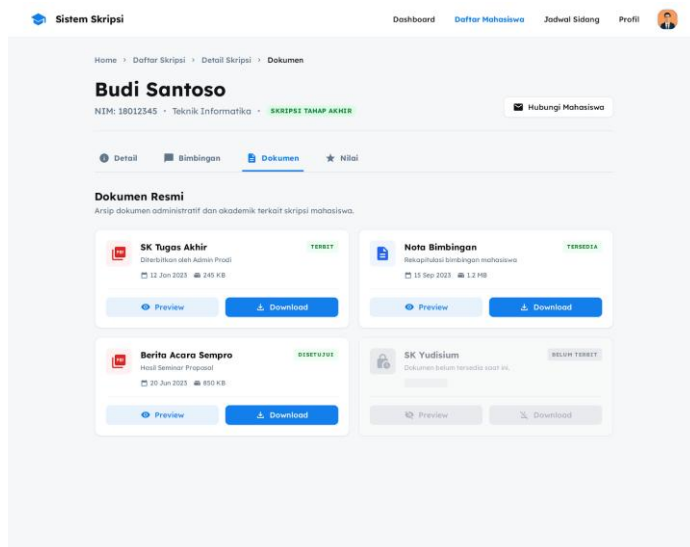 Sistem Skripsi
Dashboard Daftar Mahasiswa Jadwal Sidang Profil
Home > Daftar Skripsi > Detail Skripsi > Dokumen
Budi Santoso
NIM: 18012345 • Teknik Informatika • SKRIPSI TAHAP AKHIR
Hubungi Mahasiswa
Detail Bimbingan Dokumen Nilai
Dokumen Resmi
Arsip dokumen administratif dan akademik terkait skripsi mahasiswa.
SK Tugas Akhir TERBIT
Diterbitkan oleh Admin Prodi
12 Jan 2023 245 KB
Preview Download
Nota Bimbingan TERSEDIA
Rekapitulasi bimbingan mahasiswa
15 Sep 2023 1.2 MB
Preview Download
Berita Acara Sempro DISETUJUI
Hasil Seminar Proposal
20 Jun 2023 850 KB
Preview Download
SK Yudisium BELUM TERBIT
Dokumen belum tersedia saat ini.
Preview Download